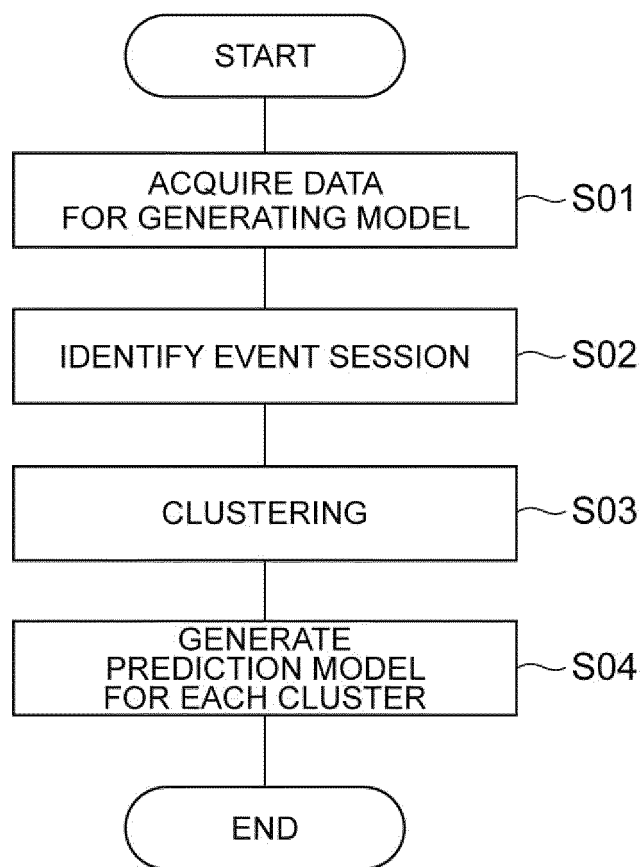 START
ACQUIRE DATA
FOR GENERATING MODEL
S01
IDENTIFY EVENT SESSION
S02
CLUSTERING
S03
GENERATE
PREDICTION MODEL
FOR EACH CLUSTER
S04
END